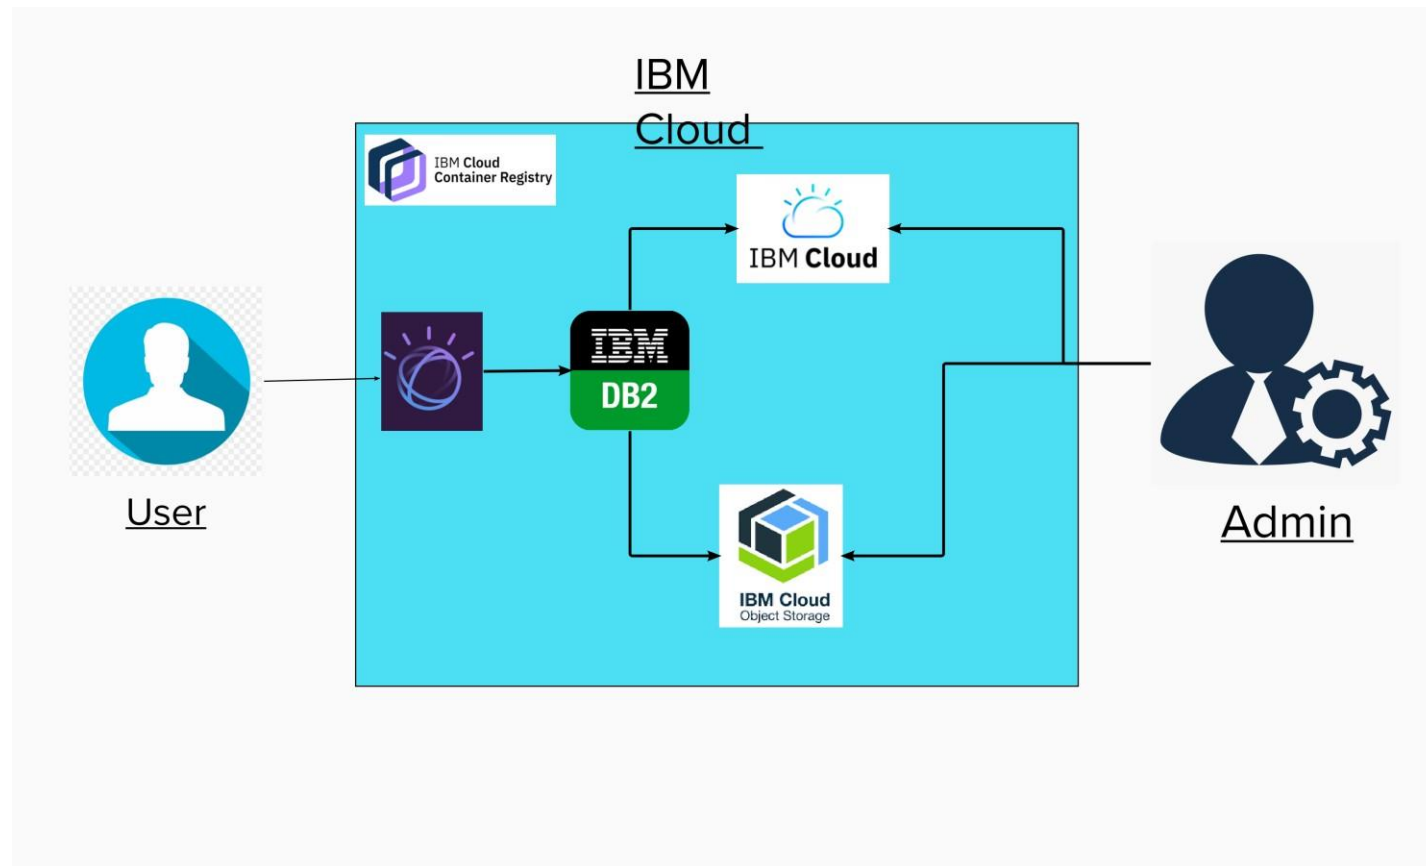 IBM
Cloud
IBM Cloud
Container Registry
IBM Cloud
IBM
DB2
User
Admin
IBM Cloud
Object Storage